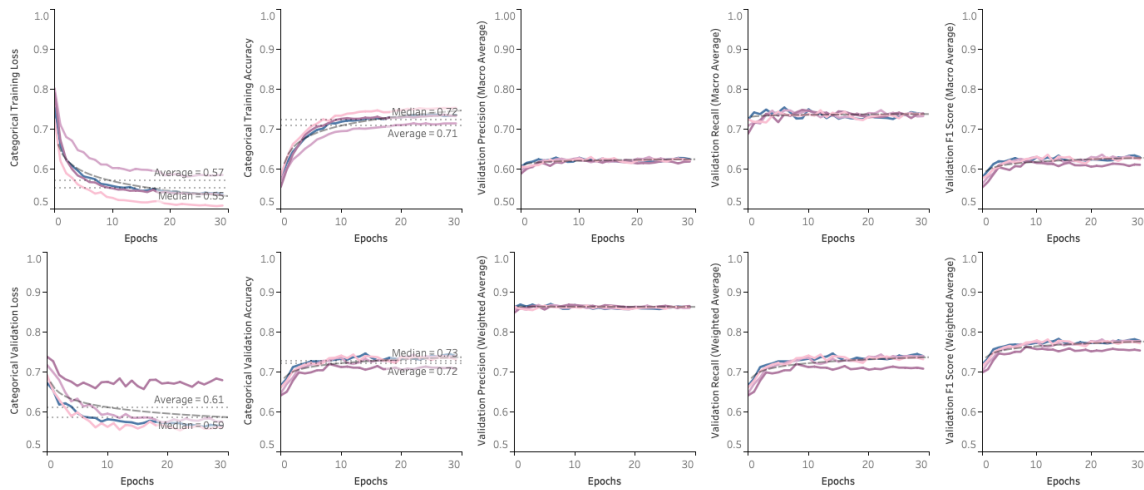 Categorical Training Loss
1.0
0.9
0.8
0.7
0.6
0.5
Average = 0.57
Median = 0.55
0 10 20 30
Epochs
Categorical Training Accuracy
1.0
0.9
0.8
0.7
0.6
0.5
Median = 0.72
Average = 0.71
0 10 20 30
Epochs
Validation Precision (Macro Average)
1.00
0.90
0.80
0.70
0.60
0.50
0 10 20 30
Epochs
Validation Recall (Macro Average)
1.0
0.9
0.8
0.7
0.6
0.5
0 10 20 30
Epochs
Validation F1 Score (Macro Average)
1.0
0.9
0.8
0.7
0.6
0.5
0 10 20 30
Epochs
Categorical Validation Loss
1.0
0.9
0.8
0.7
0.6
0.5
Average = 0.61
Median = 0.59
0 10 20 30
Epochs
Categorical Validation Accuracy
1.0
0.9
0.8
0.7
0.6
0.5
Median = 0.73
Average = 0.72
0 10 20 30
Epochs
Validation Precision (Weighted Average)
1.0
0.9
0.8
0.7
0.6
0.5
0 10 20 30
Epochs
Validation Recall (Weighted Average)
1.0
0.9
0.8
0.7
0.6
0.5
0 10 20 30
Epochs
Validation F1 Score (Weighted Average)
1.0
0.9
0.8
0.7
0.6
0.5
0 10 20 30
Epochs